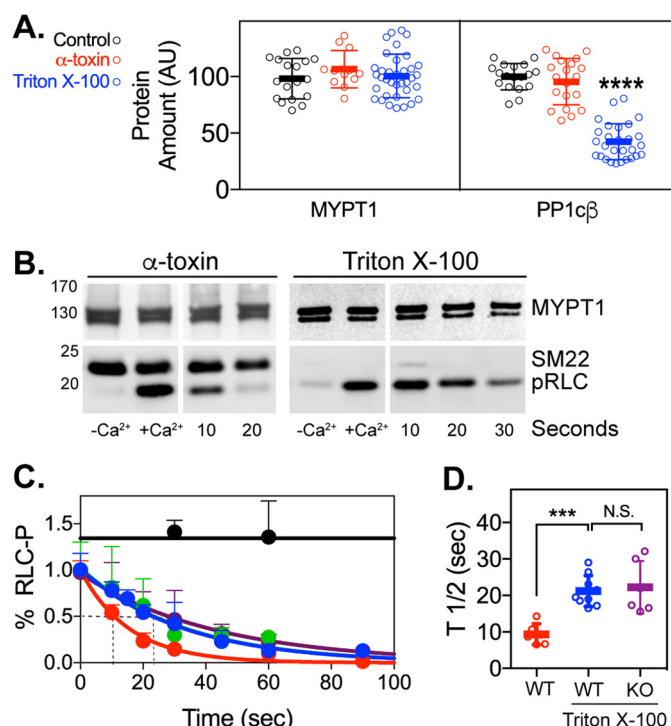 A.
Control
α-toxin
Triton X-100
Protein
Amount (AU)
100
50
0
****
MYPT1
PP1cβ
B.
α-toxin
Triton X-100
170
130
MYPT1
25
20
SM22
pRLC
-Ca²⁺ +Ca²⁺ 10 20
-Ca²⁺ +Ca²⁺ 10 20 30
Seconds
C.
% RLC-P
1.5
1.0
0.5
0.0
0 20 40 60 80 100
Time (sec)
D.
T 1/2 (sec)
40
30
20
10
0
***
N.S.
WT WT KO
Triton X-100